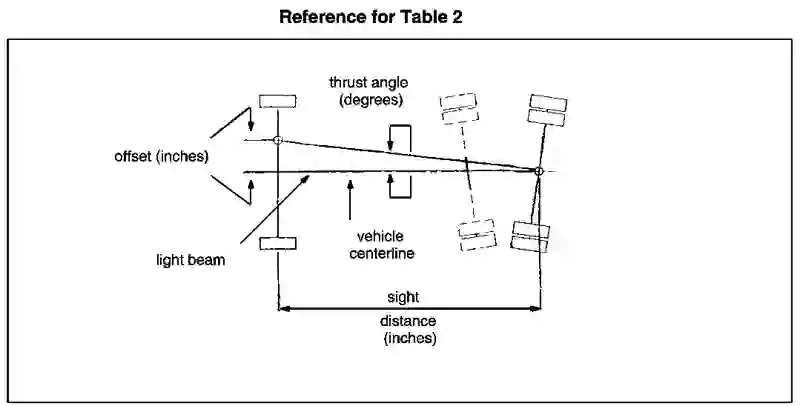 Reference for Table 2
thrust angle
(degrees)
offset (inches)
light beam
vehicle
centerline
sight
distance
(inches)